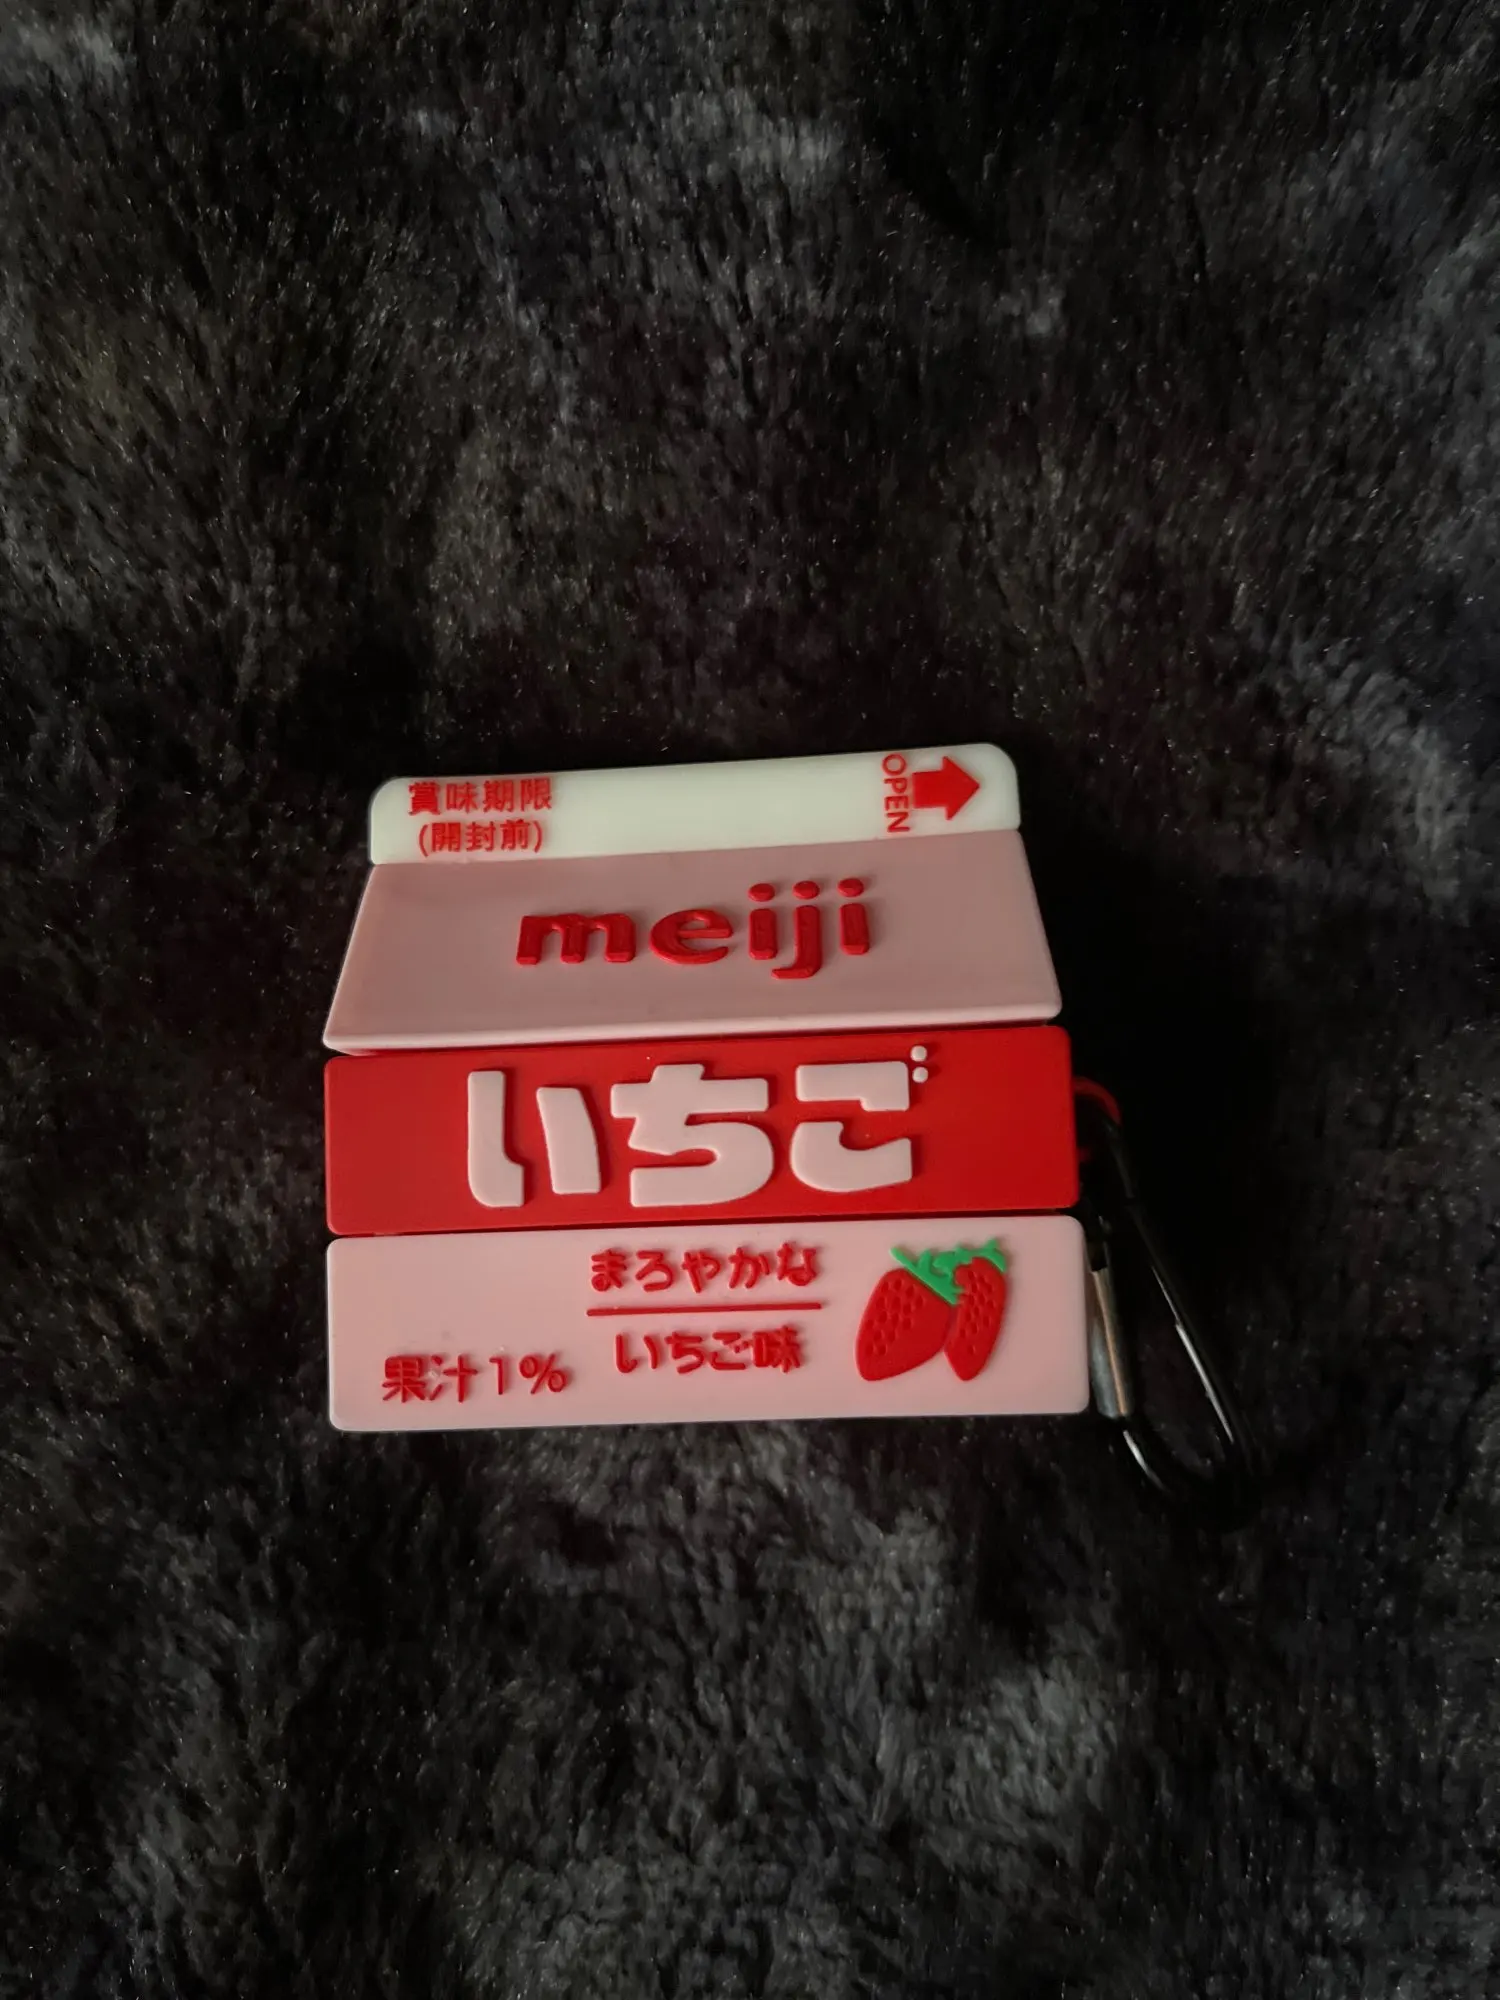 賞味期限
(開封前)
OPEN
meiji
いちご
まろやかな
いちご味
果汁1%